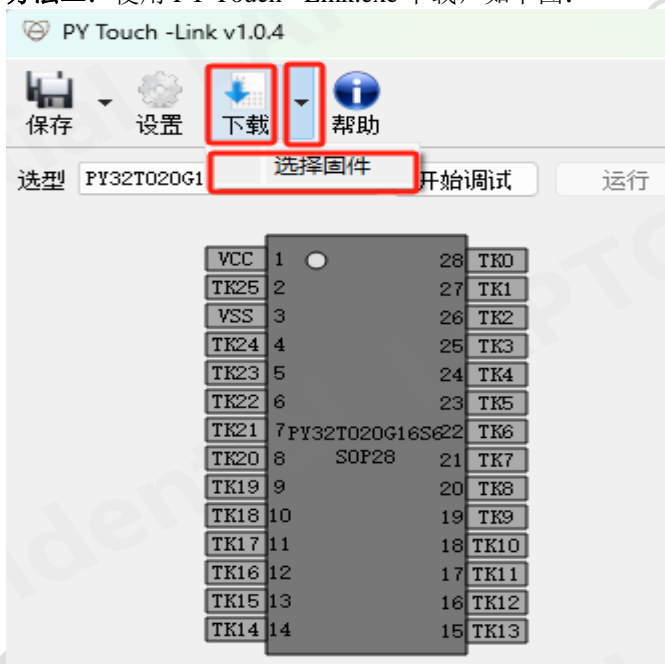 PY Touch -Link v1.0.4
保存 设置 下载 帮助
选择固件
选型 PY32T020G1 开始调试 运行
VCC 1 28 TK0
TK25 2 27 TK1
VSS 3 26 TK2
TK24 4 25 TK3
TK23 5 24 TK4
TK22 6 23 TK5
TK21 7 PY32T020G16S6 22 TK6
TK20 8 SOP28 21 TK7
TK19 9 20 TK8
TK18 10 19 TK9
TK17 11 18 TK10
TK16 12 17 TK11
TK15 13 16 TK12
TK14 14 15 TK13